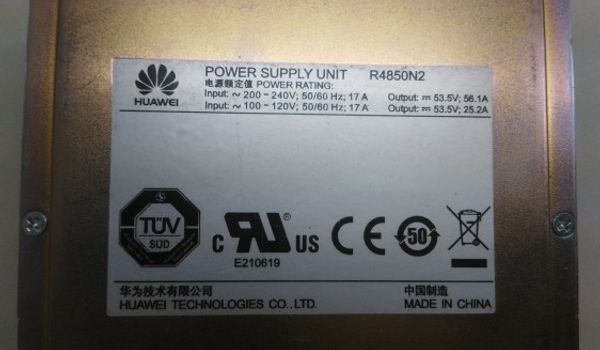 HUAWEI
POWER SUPPLY UNIT R4850N2
电源额定值 POWER RATING:
Input: ~ 200 - 240V; 50/60 Hz; 17 A Output: ⎓ 53.5V; 56.1A
Input: ~ 100 - 120V; 50/60 Hz; 17 A Output: ⎓ 53.5V; 25.2A
TÜV
SÜD
C RU ® US
E210619
CE
50
华为技术有限公司 中国制造
HUAWEI TECHNOLOGIES CO.,LTD. MADE IN CHINA